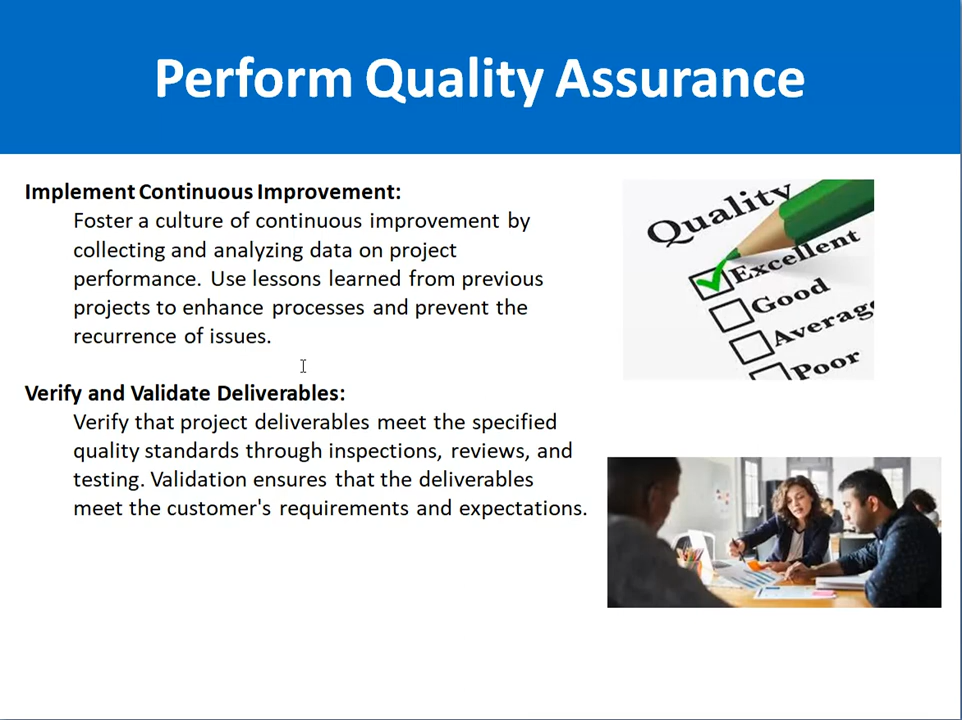 Perform Quality Assurance
Implement Continuous Improvement:
Foster a culture of continuous improvement by
collecting and analyzing data on project
performance. Use lessons learned from previous
projects to enhance processes and prevent the
recurrence of issues.
Verify and Validate Deliverables:
Verify that project deliverables meet the specified
quality standards through inspections, reviews, and
testing. Validation ensures that the deliverables
meet the customer's requirements and expectations.
Quality
Excellent
Good
Averag
Poor